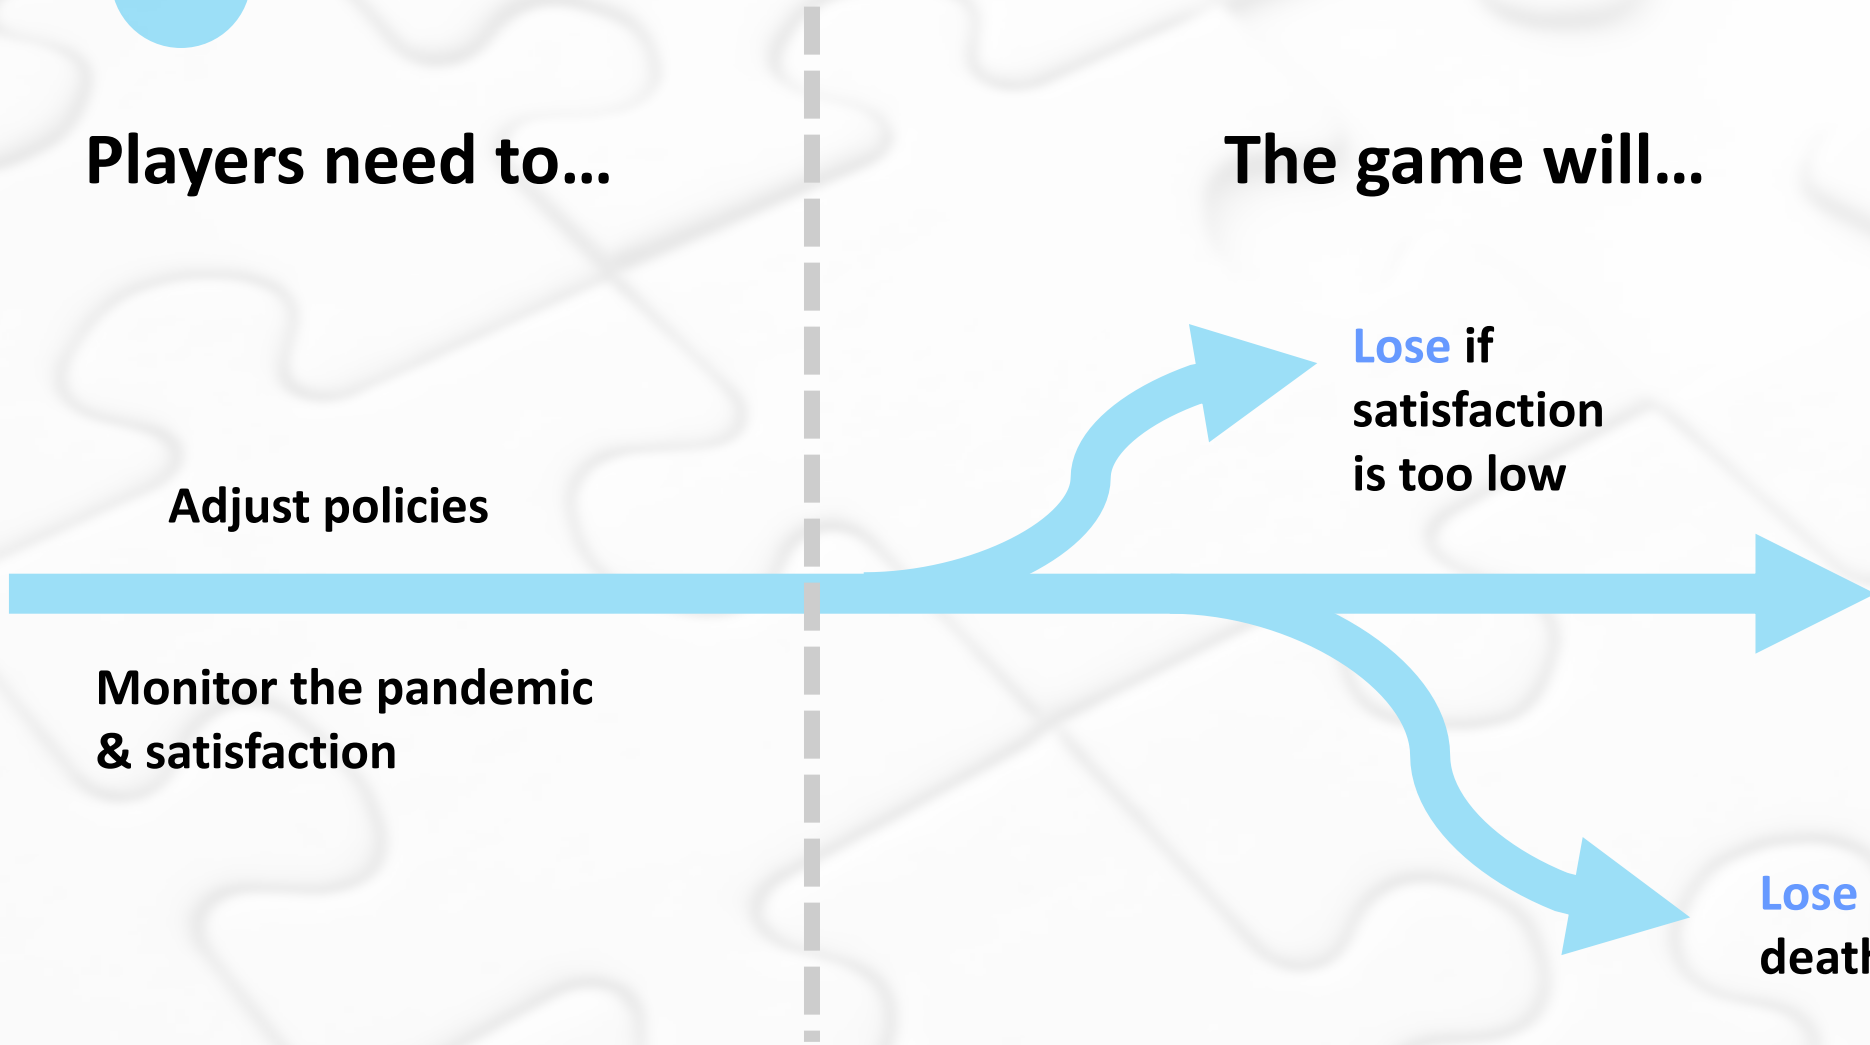 Players need to...
The game will...
Lose if
satisfaction
is too low
Adjust policies
Monitor the pandemic
& satisfaction
Lose